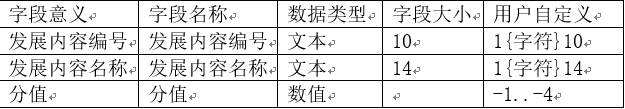 字段意义 字段名称 数据类型 字段大小 用户自定义
发展内容编号 发展内容编号 文本 10 1{字符}10
发展内容名称 发展内容名称 文本 14 1{字符}14
分值 分值 数值 -1..-4